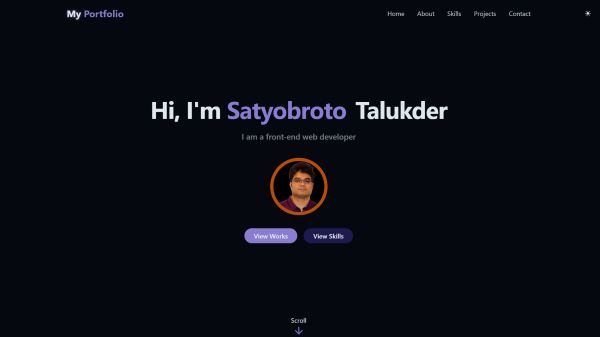 My Portfolio
Home About Skills Projects Contact
Hi, I'm Satyobroto Talukder
I am a front-end web developer
View Works View Skills
Scroll